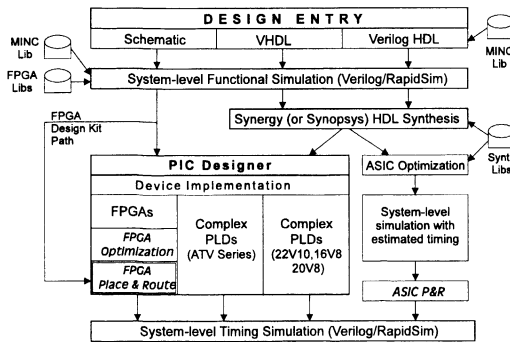 DESIGN ENTRY
Schematic
VHDL
Verilog HDL
MINC
Lib
FPGA
Libs
MINC
Lib
System-level Functional Simulation (Verilog/RapidSim)
FPGA
Design Kit
Path
Synergy (or Synopsys) HDL Synthesis
Synt
Libs
PIC Designer
Device Implementation
ASIC Optimization
FPGAs
FPGA
Optimization
FPGA
Place & Route
Complex
PLDs
(ATV Series)
Complex
PLDs
(22V10,16V8
20V8)
System-level
simulation with
estimated timing
ASIC P&R
System-level Timing Simulation (Verilog/RapidSim)